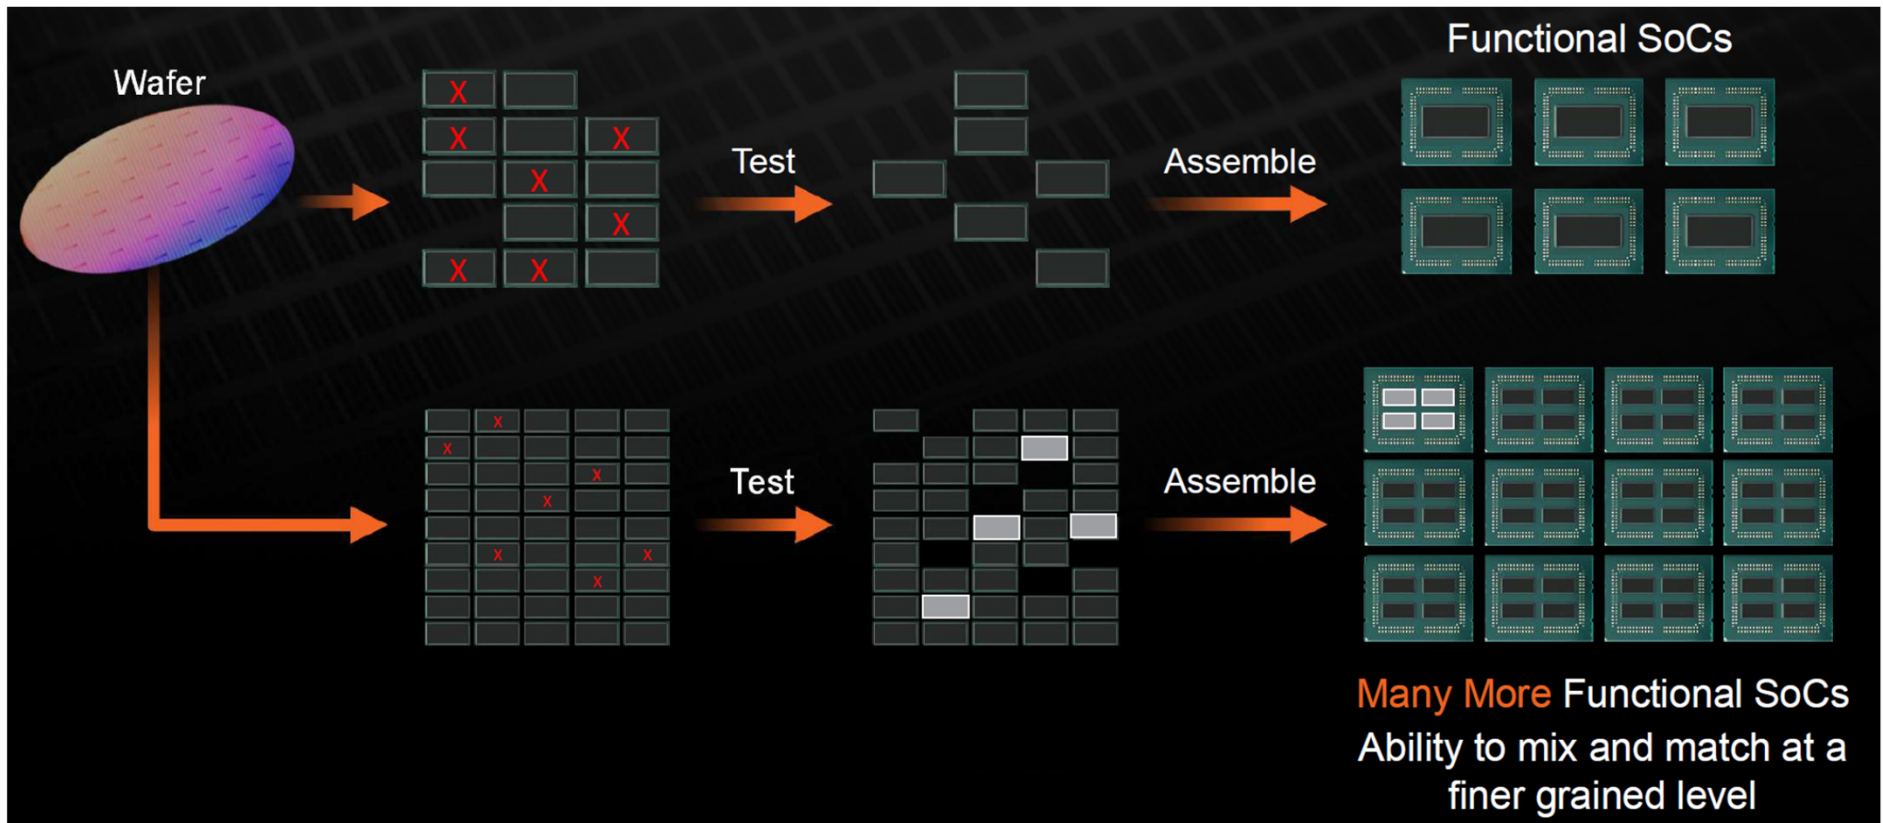 Wafer
X
X X
X
X
X X
Test
Assemble
Functional SoCs
X
X
X
X
X X
X
Test
Assemble
Many More Functional SoCs
Ability to mix and match at a
finer grained level